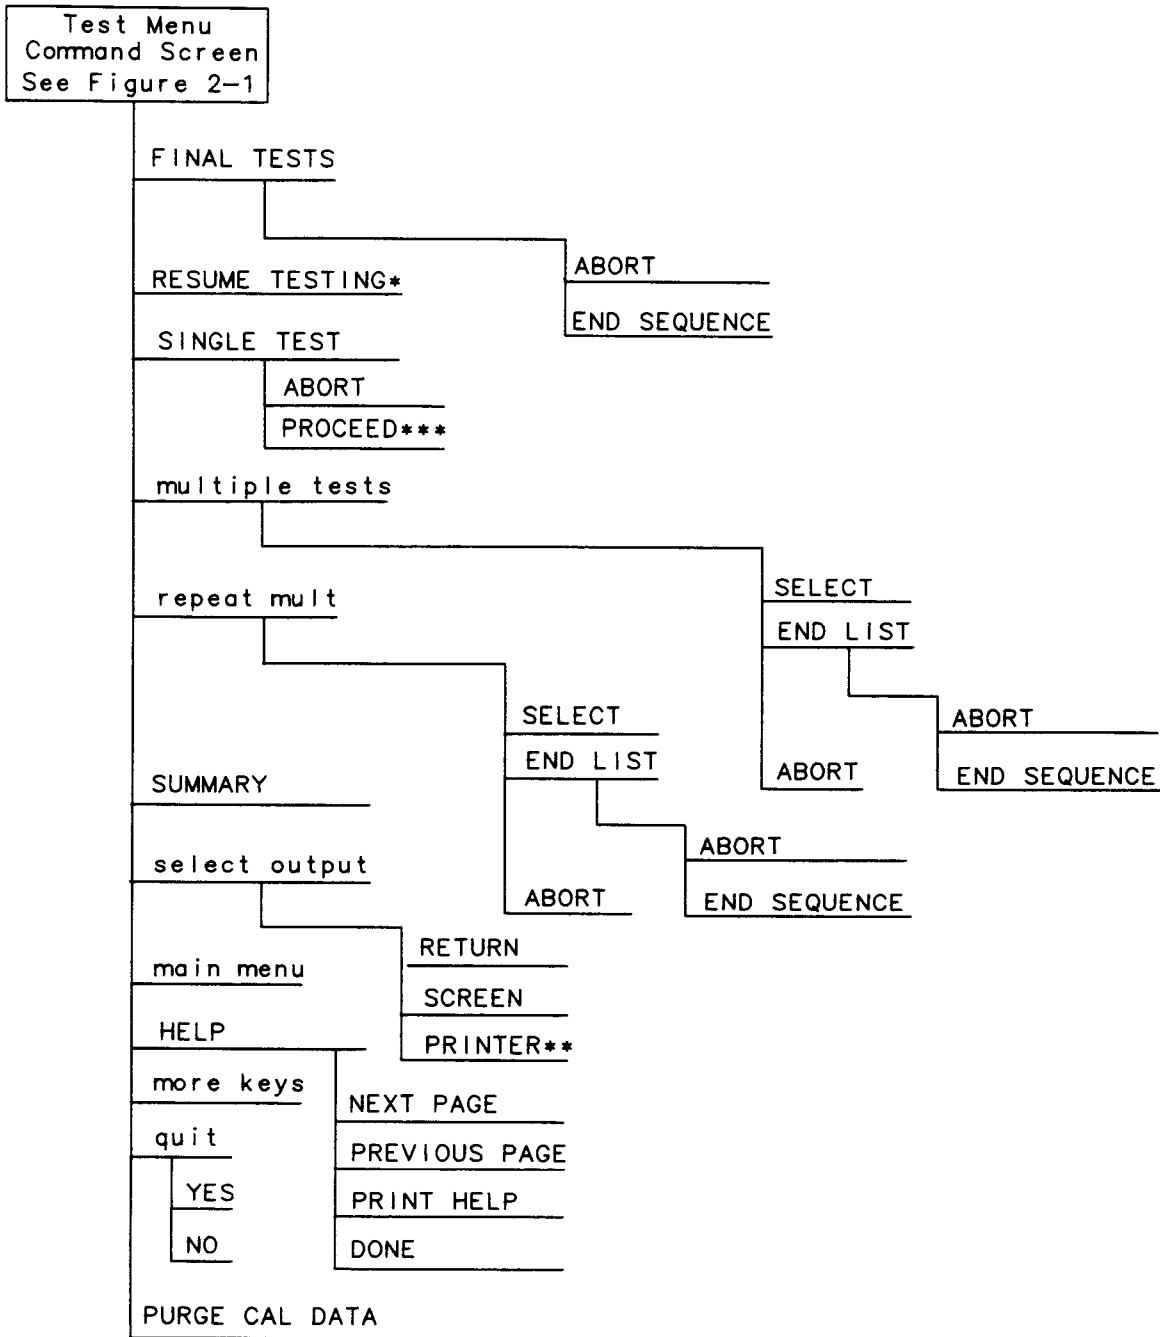 Test Menu
Command Screen
See Figure 2-1
FINAL TESTS
ABORT
END SEQUENCE
RESUME TESTING*
SINGLE TEST
ABORT
PROCEED***
multiple tests
SELECT
END LIST
ABORT
END SEQUENCE
ABORT
repeat mult
SELECT
END LIST
ABORT
END SEQUENCE
ABORT
SUMMARY
select output
RETURN
SCREEN
PRINTER**
main menu
HELP
NEXT PAGE
PREVIOUS PAGE
PRINT HELP
DONE
more keys
quit
YES
NO
PURGE CAL DATA